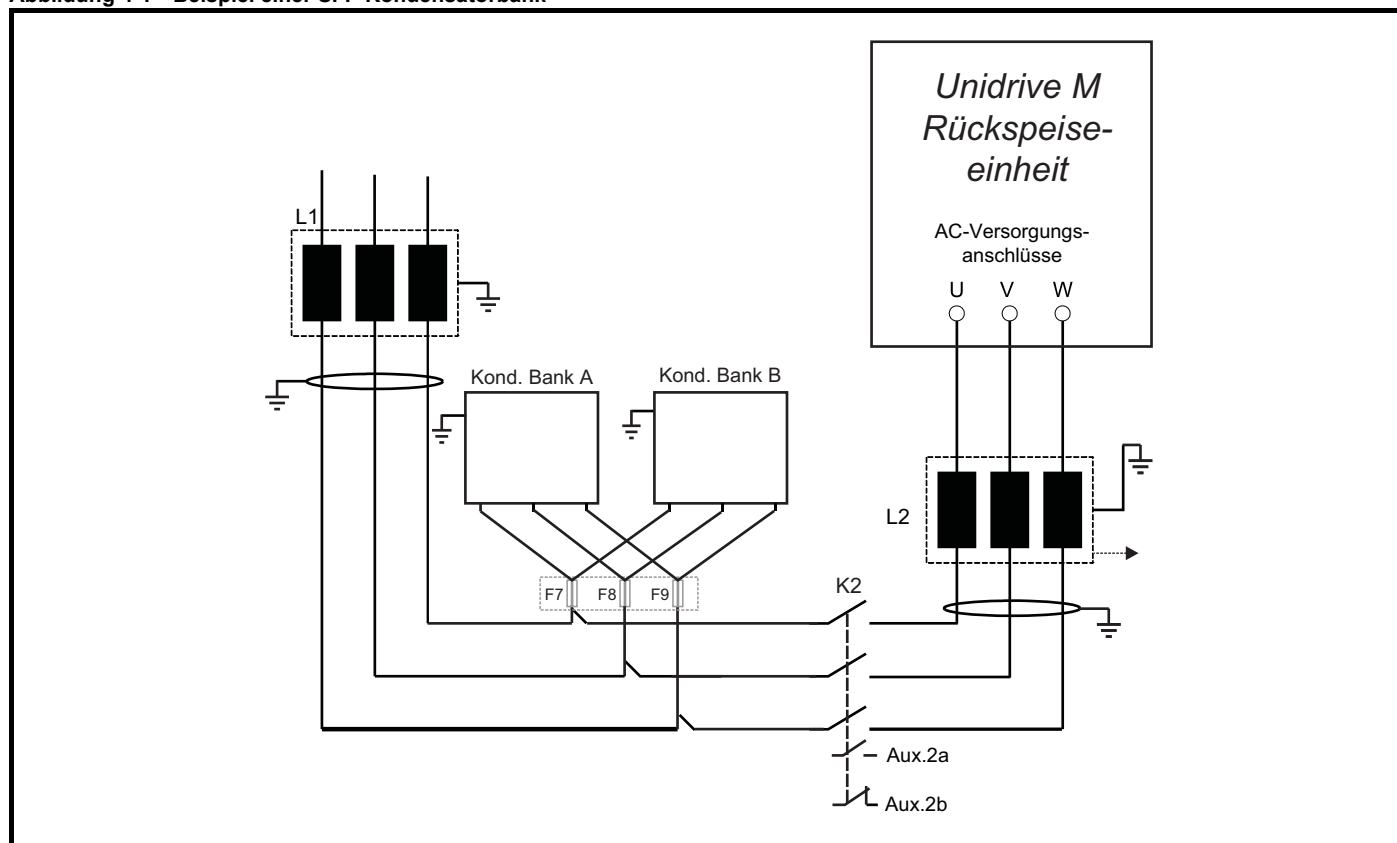 Unidrive M
Rückspeise-
einheit
AC-Versorgungs-
anschlüsse
U V W
L1
Kond. Bank A
Kond. Bank B
L2
F7 F8 F9
K2
Aux.2a
Aux.2b